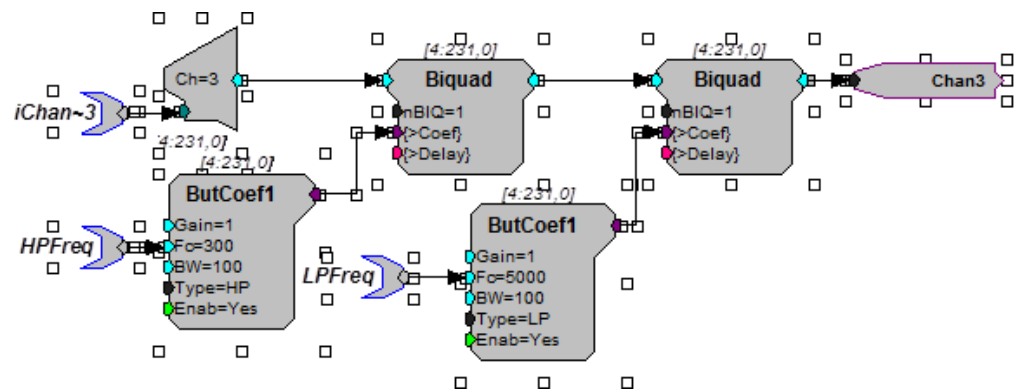 [4:231,0]
[4:231,0]
Ch=3
Biquad
Biquad
Chan3
iChan~3
nBIQ=1
{>Coef}
{>Delay}
nBIQ=1
{>Coef}
{>Delay}
[4:231,0]
[4:231,0]
ButCoef1
Gain=1
Fc=300
BW=100
Type=HP
Enab=Yes
HPFreq
[4:231,0]
ButCoef1
Gain=1
Fc=5000
BW=100
Type=LP
Enab=Yes
LPFreq